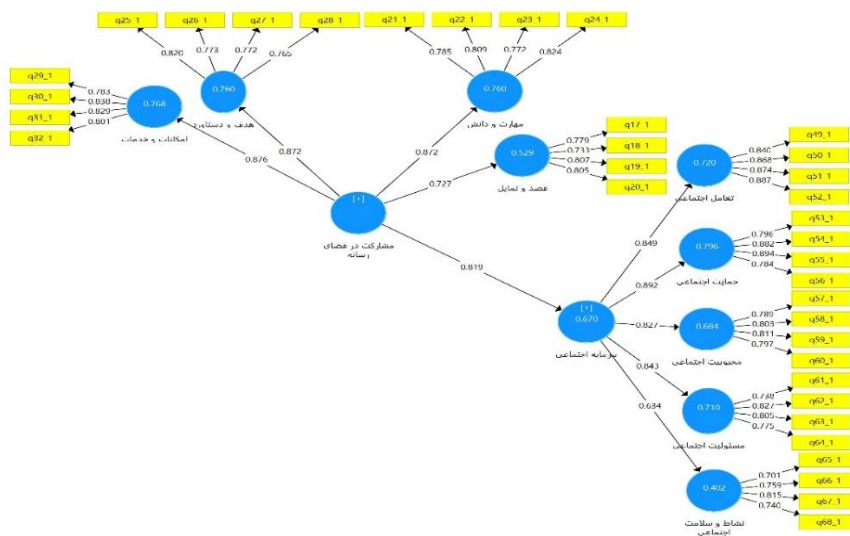 q25_1
q26_1
q27_1
q28_1
q21_1
q22_1
q23_1
q24_1
0.820
0.773
0.772
0.765
0.785
0.809
0.772
0.824
q29_1
q30_1
q31_1
q32_1
0.783
0.838
0.829
0.801
0.768
امکانات و خدمات
0.760
هدف و دستاورد
0.760
مهارت و دانش
0.876
0.872
0.872
0.727
0.529
قصد و تمایل
0.779
0.733
0.807
0.805
q17_1
q18_1
q19_1
q20_1
[+]
مشارکت در فضای
رسانه
0.819
[+]
0.670
سرمایه اجتماعی
0.849
0.892
0.827
0.843
0.634
0.720
تعامل اجتماعی
0.840
0.868
0.874
0.887
q49_1
q50_1
q51_1
q52_1
0.796
حمایت اجتماعی
0.796
0.882
0.894
0.784
q53_1
q54_1
q55_1
q56_1
0.684
محبوبیت اجتماعی
0.789
0.803
0.811
0.797
q57_1
q58_1
q59_1
q60_1
0.710
مسئولیت اجتماعی
0.738
0.827
0.805
0.775
q61_1
q62_1
q63_1
q64_1
0.402
نشاط و سلامت
اجتماعی
0.701
0.759
0.815
0.740
q65_1
q66_1
q67_1
q68_1